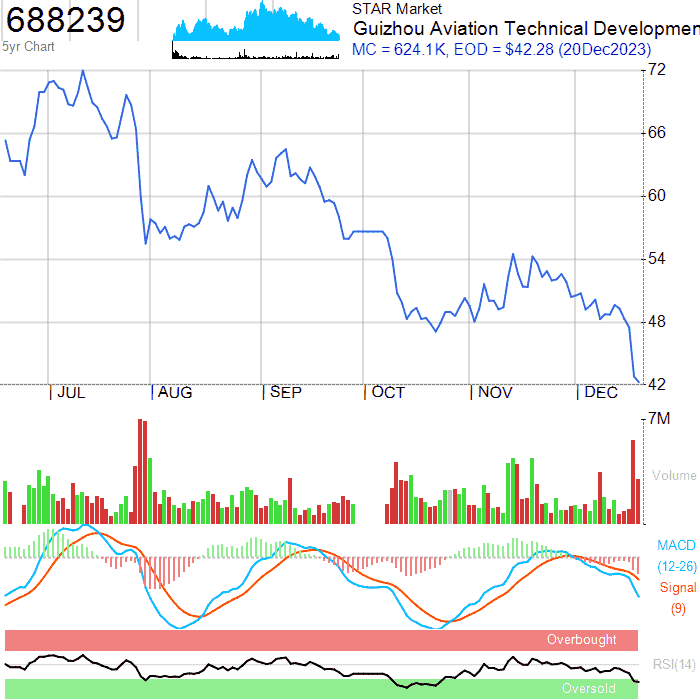 688239
5yr Chart
STAR Market
Guizhou Aviation Technical Developmen
MC = 624.1K, EOD = $42.28 (20Dec2023)
72
66
60
54
48
42
JUL AUG SEP OCT NOV DEC
7M
Volume
MACD
(12-26)
Signal
(9)
Overbought
RSI(14)
Oversold